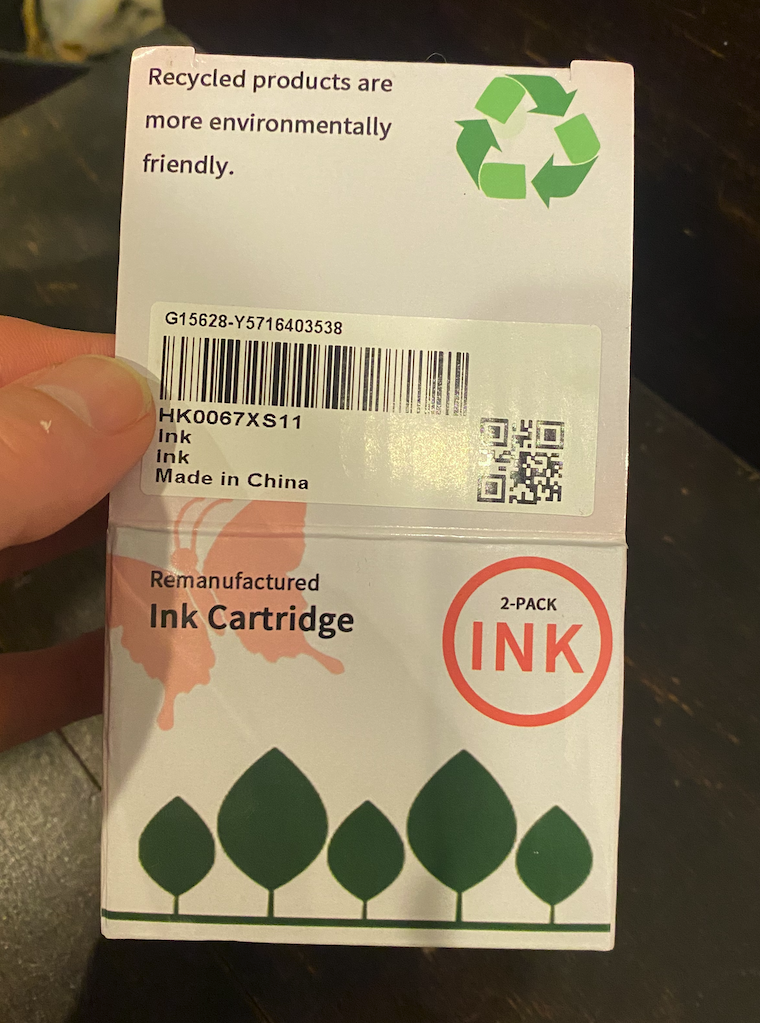 Recycled products are
more environmentally
friendly.
G15628-Y5716403538
HK0067XS11
Ink
Ink
Made in China
Remanufactured
Ink Cartridge
2-PACK
INK